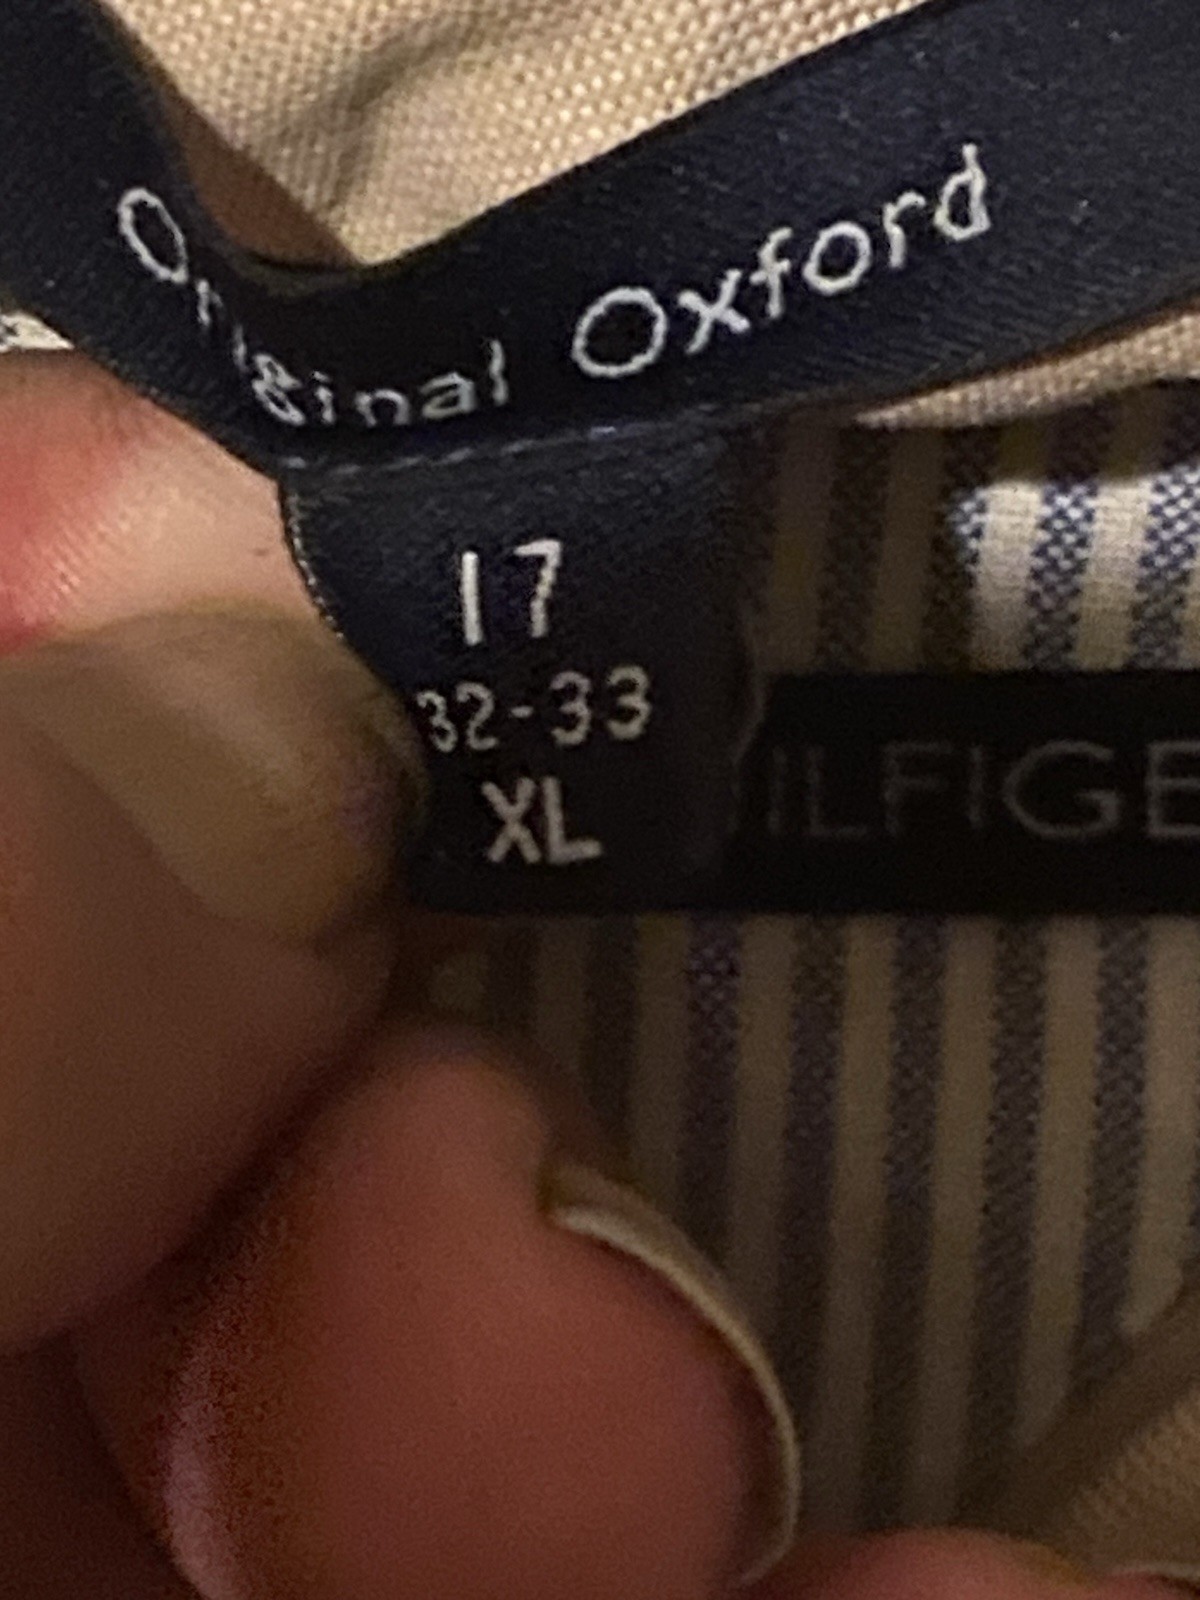 Original Oxford
17
32-33
XL
ILFIGE